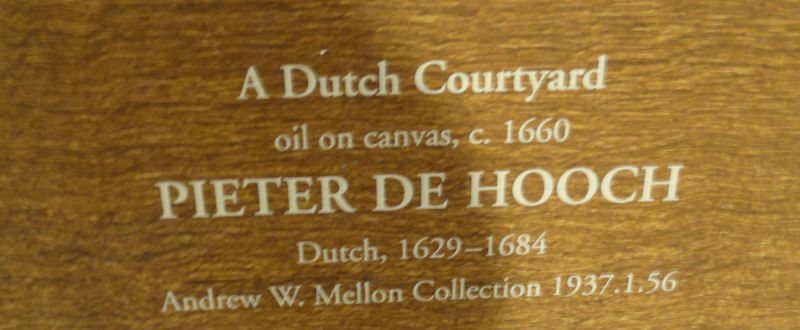 A Dutch Courtyard
oil on canvas, c. 1660
PIETER DE HOOCH
Dutch, 1629–1684
Andrew W. Mellon Collection 1937.1.56